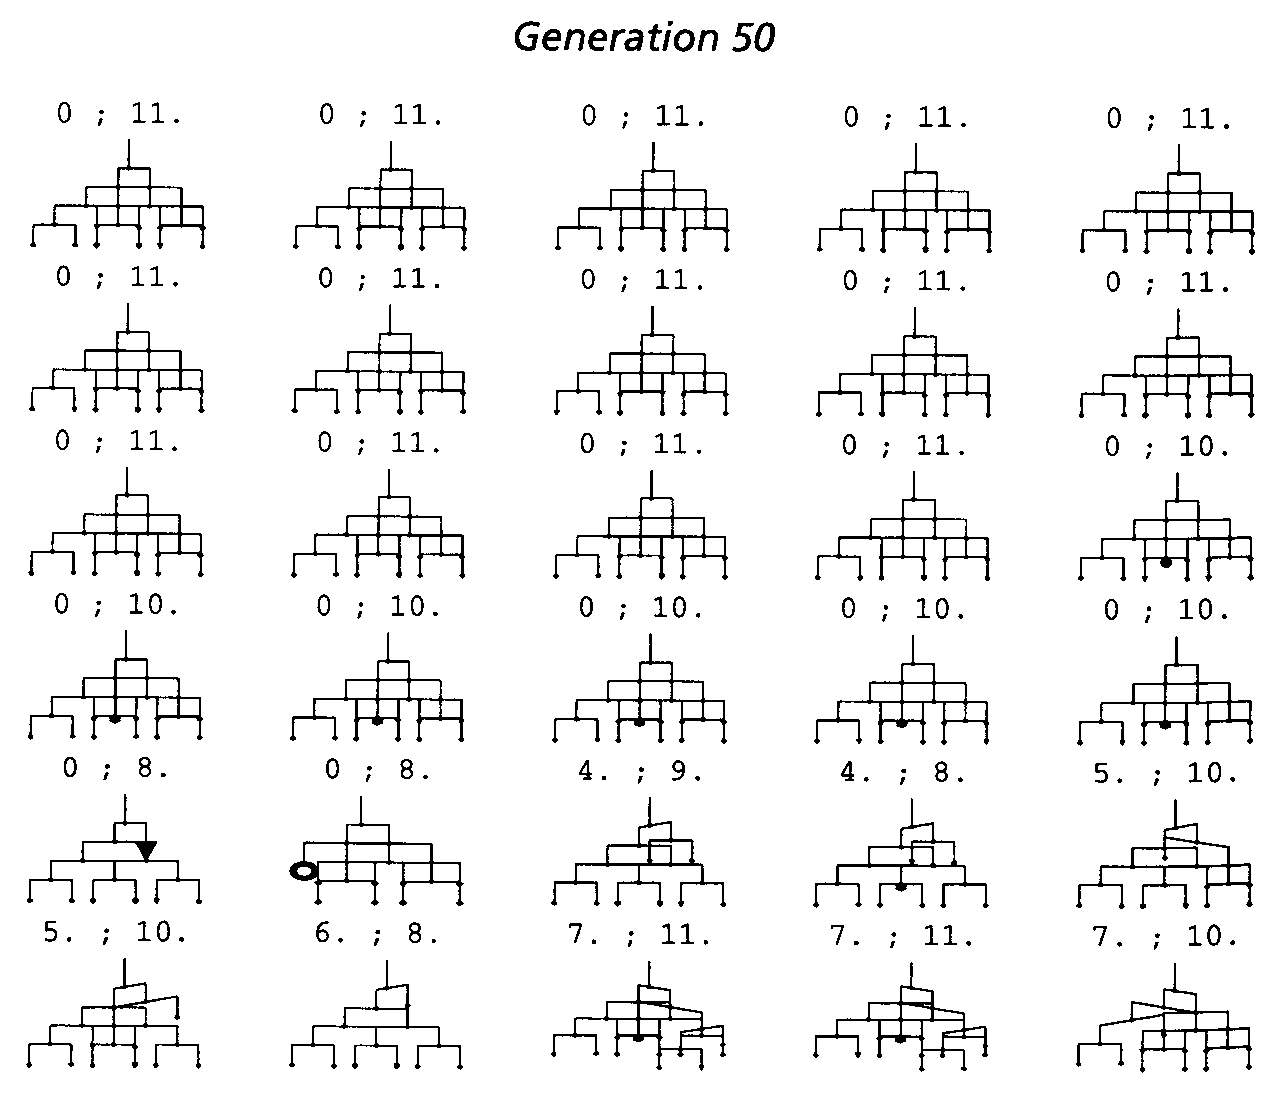 Generation 50
0 ; 11. 0 ; 11. 0 ; 11. 0 ; 11. 0 ; 11.
0 ; 11. 0 ; 11. 0 ; 11. 0 ; 11. 0 ; 11.
0 ; 11. 0 ; 11. 0 ; 11. 0 ; 11. 0 ; 10.
0 ; 10. 0 ; 10. 0 ; 10. 0 ; 10. 0 ; 10.
0 ; 8. 0 ; 8. 4. ; 9. 4. ; 8. 5. ; 10.
5. ; 10. 6. ; 8. 7. ; 11. 7. ; 11. 7. ; 10.